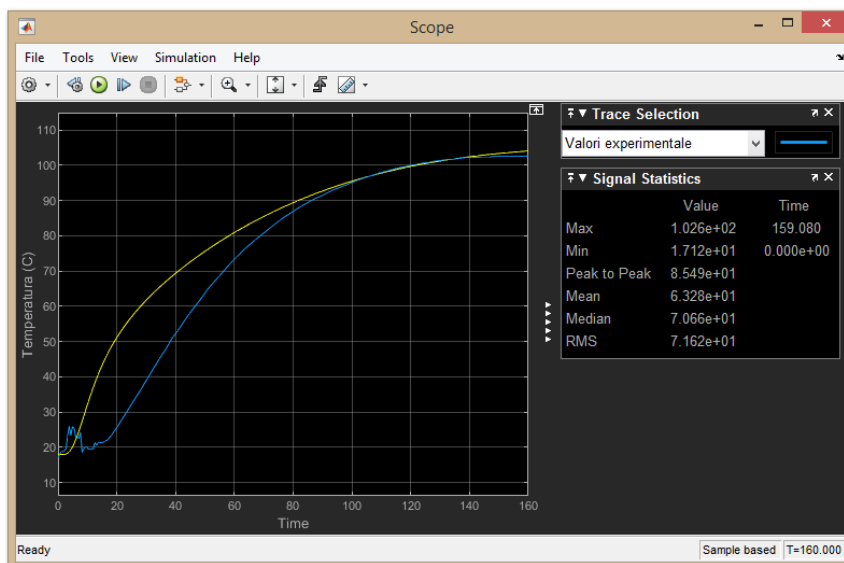 Scope
File Tools View Simulation Help
Trace Selection
Valori experimentale
Signal Statistics
Value Time
Max 1.026e+02 159.080
Min 1.712e+01 0.000e+00
Peak to Peak 8.549e+01
Mean 6.328e+01
Median 7.066e+01
RMS 7.162e+01
Temperatura (C)
110
100
90
80
70
60
50
40
30
20
10
0 20 40 60 80 100 120 140 160
Time
Ready Sample based T=160.000